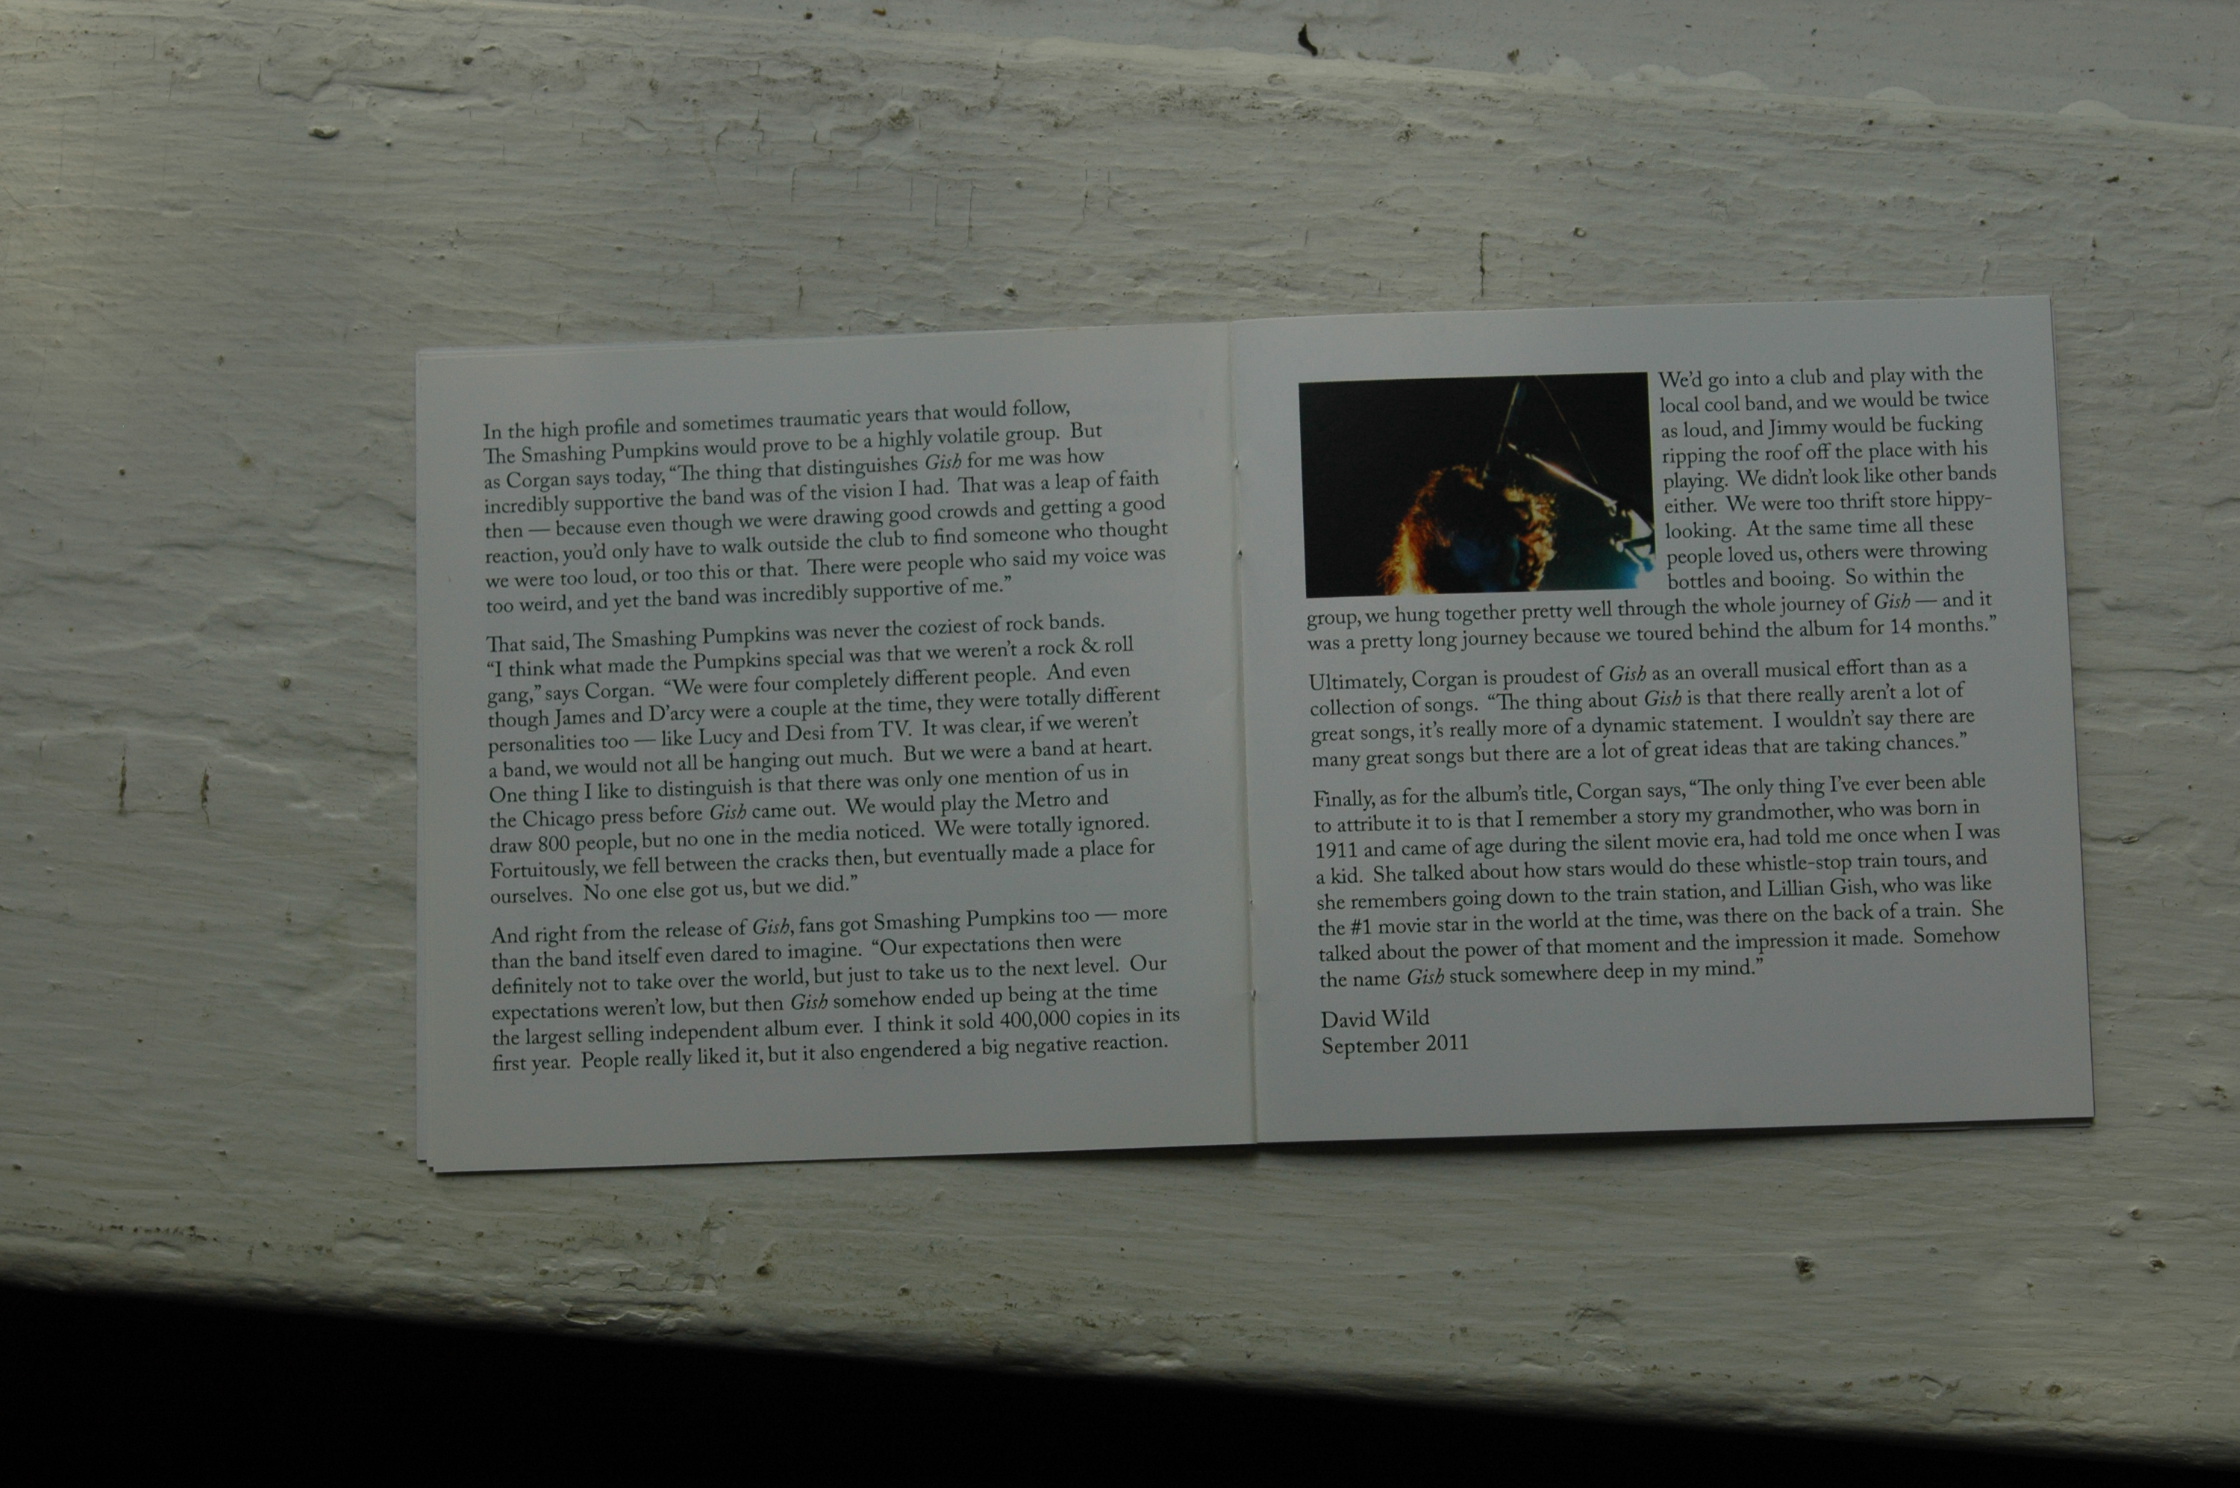 In the high profile and sometimes traumatic years that would follow,
The Smashing Pumpkins would prove to be a highly volatile group. But
as Corgan says today, “The thing that distinguishes Gish for me was how
incredibly supportive the band was of the vision I had. That was a leap of faith
then — because even though we were drawing good crowds and getting a good
reaction, you’d only have to walk outside the club to find someone who thought
we were too loud, or too this or that. There were people who said my voice was
too weird, and yet the band was incredibly supportive of me.”
That said, The Smashing Pumpkins was never the coziest of rock bands.
“I think what made the Pumpkins special was that we weren’t a rock & roll
gang,” says Corgan. “We were four completely different people. And even
though James and D’arcy were a couple at the time, they were totally different
personalities too — like Lucy and Desi from TV. It was clear, if we weren’t
a band, we would not all be hanging out much. But we were a band at heart.
One thing I like to distinguish is that there was only one mention of us in
the Chicago press before Gish came out. We would play the Metro and
draw 800 people, but no one in the media noticed. We were totally ignored.
Fortuitously, we fell between the cracks then, but eventually made a place for
ourselves. No one else got us, but we did.”
And right from the release of Gish, fans got Smashing Pumpkins too — more
than the band itself even dared to imagine. “Our expectations then were
definitely not to take over the world, but just to take us to the next level. Our
expectations weren’t low, but then Gish somehow ended up being at the time
the largest selling independent album ever. I think it sold 400,000 copies in its
first year. People really liked it, but it also engendered a big negative reaction.
We’d go into a club and play with the
local cool band, and we would be twice
as loud, and Jimmy would be fucking
ripping the roof off the place with his
playing. We didn’t look like other bands
either. We were too thrift store hippy-
looking. At the same time all these
people loved us, others were throwing
bottles and booing. So within the
group, we hung together pretty well through the whole journey of Gish — and it
was a pretty long journey because we toured behind the album for 14 months.”
Ultimately, Corgan is proudest of Gish as an overall musical effort than as a
collection of songs. “The thing about Gish is that there really aren’t a lot of
great songs, it’s really more of a dynamic statement. I wouldn’t say there are
many great songs but there are a lot of great ideas that are taking chances.”
Finally, as for the album’s title, Corgan says, “The only thing I’ve ever been able
to attribute it to is that I remember a story my grandmother, who was born in
1911 and came of age during the silent movie era, had told me once when I was
a kid. She talked about how stars would do these whistle-stop train tours, and
she remembers going down to the train station, and Lillian Gish, who was like
the #1 movie star in the world at the time, was there on the back of a train. She
talked about the power of that moment and the impression it made. Somehow
the name Gish stuck somewhere deep in my mind.”
David Wild
September 2011